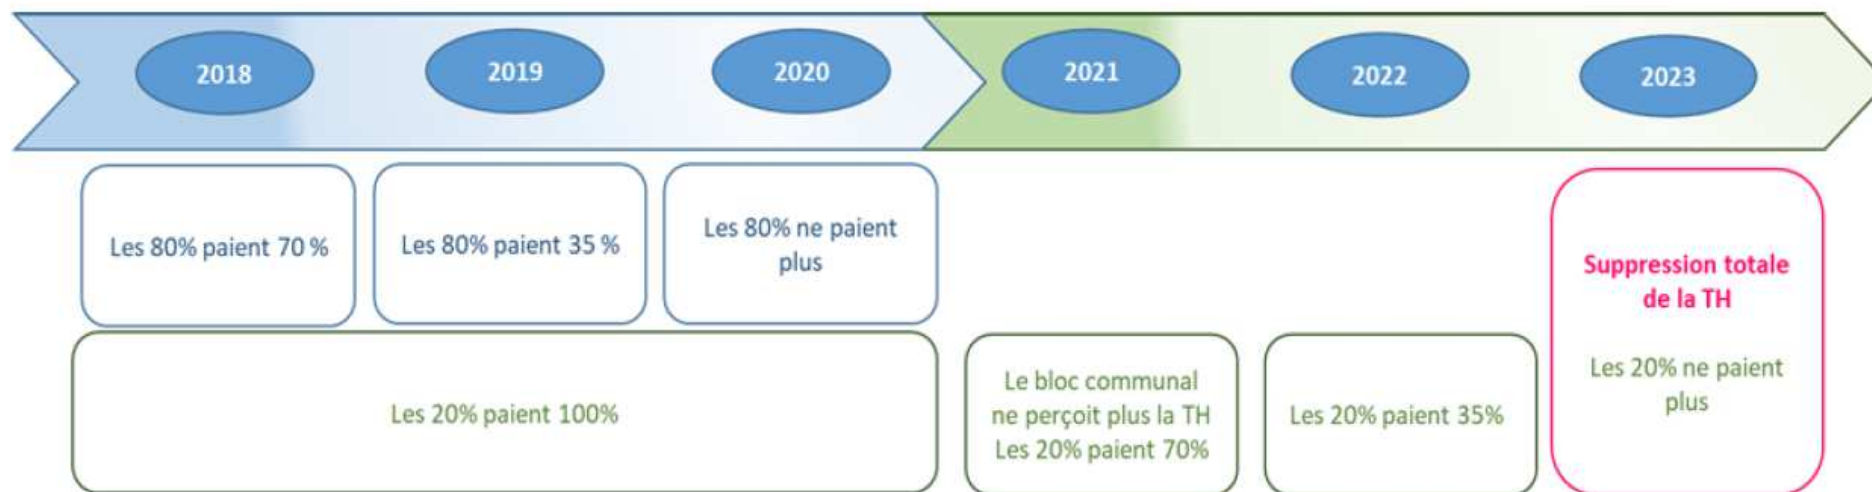 2018
2019
2020
2021
2022
2023
Les 80% paient 70 %
Les 80% paient 35 %
Les 80% ne paient
plus
Suppression totale
de la TH
Les 20% ne paient
plus
Les 20% paient 100%
Le bloc communal
ne perçoit plus la TH
Les 20% paient 70%
Les 20% paient 35%